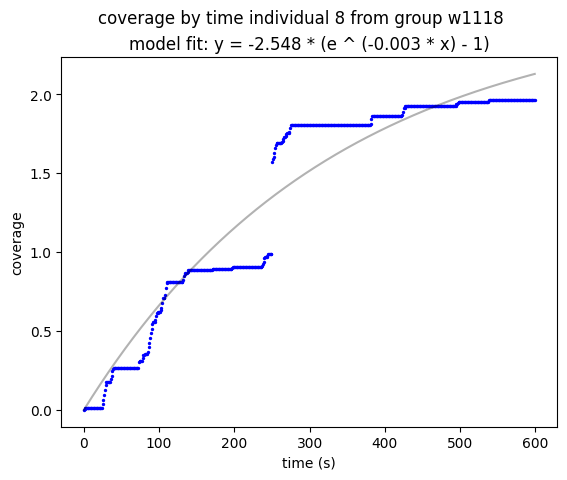 coverage by time individual 8 from group w1118
model fit: y = -2.548 * (e ^ (-0.003 * x) - 1)
2.0
1.5
1.0
0.5
0.0
coverage
0 100 200 300 400 500 600
time (s)